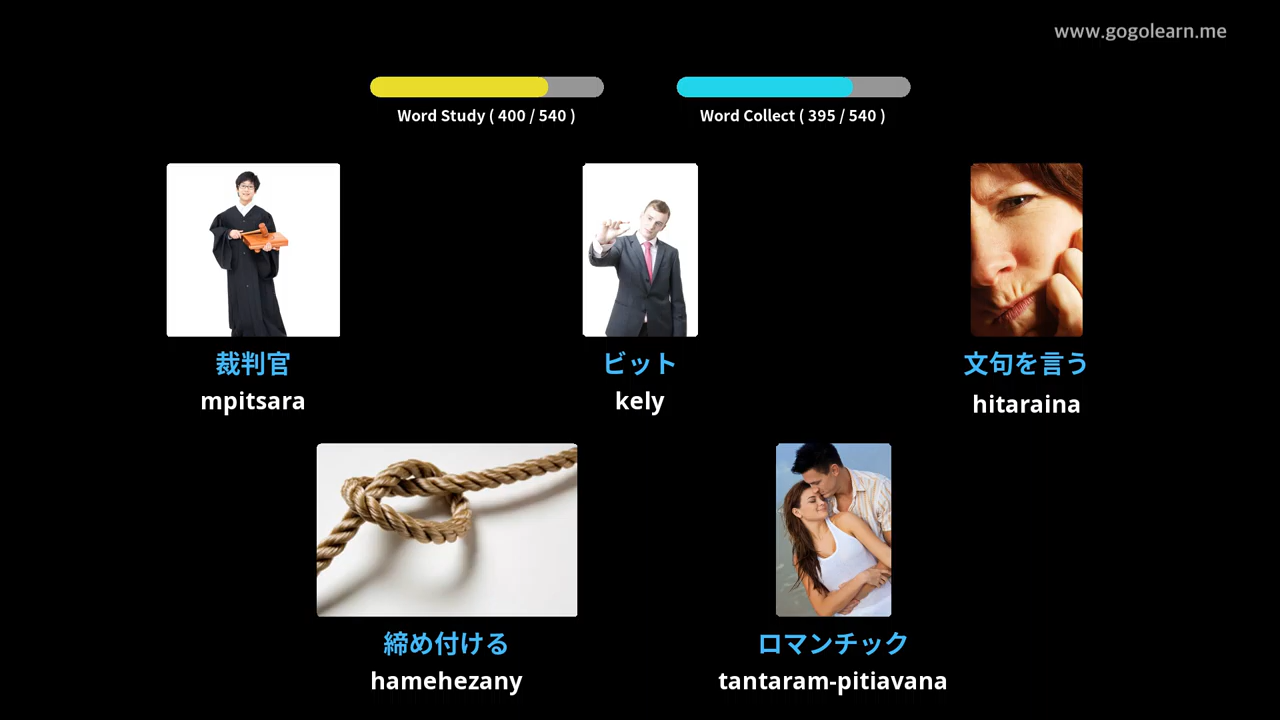 www.gogolearn.me
Word Study ( 400 / 540 )
Word Collect ( 395 / 540 )
裁判官
mpitsara
ビット
kely
文句を言う
hitaraina
締め付ける
hamehezany
ロマンチック
tantaram-pitiavana